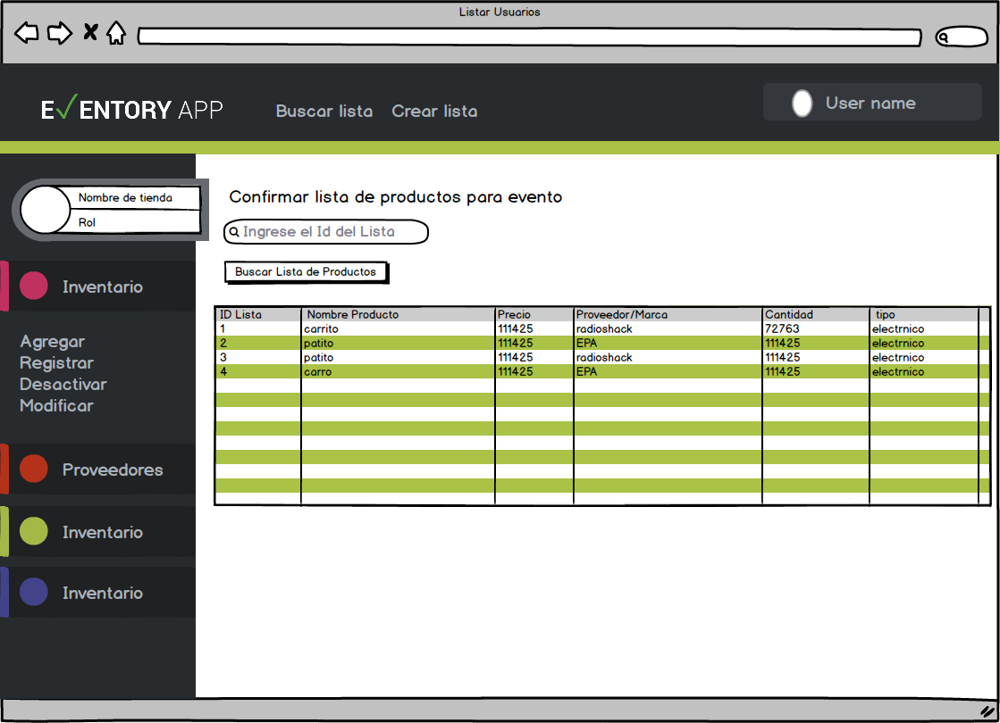 Listar Usuarios
EVENTORY APP
Buscar lista Crear lista
User name
Nombre de tienda
Rol
Inventario
Agregar
Registrar
Desactivar
Modificar
Proveedores
Inventario
Inventario
Confirmar lista de productos para evento
Ingrese el Id del Lista
Buscar Lista de Productos
ID Lista Nombre Producto Precio Proveedor/Marca Cantidad tipo
1 carrito 111425 radioshack 72763 electrnico
2 patito 111425 EPA 111425 electrnico
3 patito 111425 radioshack 111425 electrnico
4 carro 111425 EPA 111425 electrnico